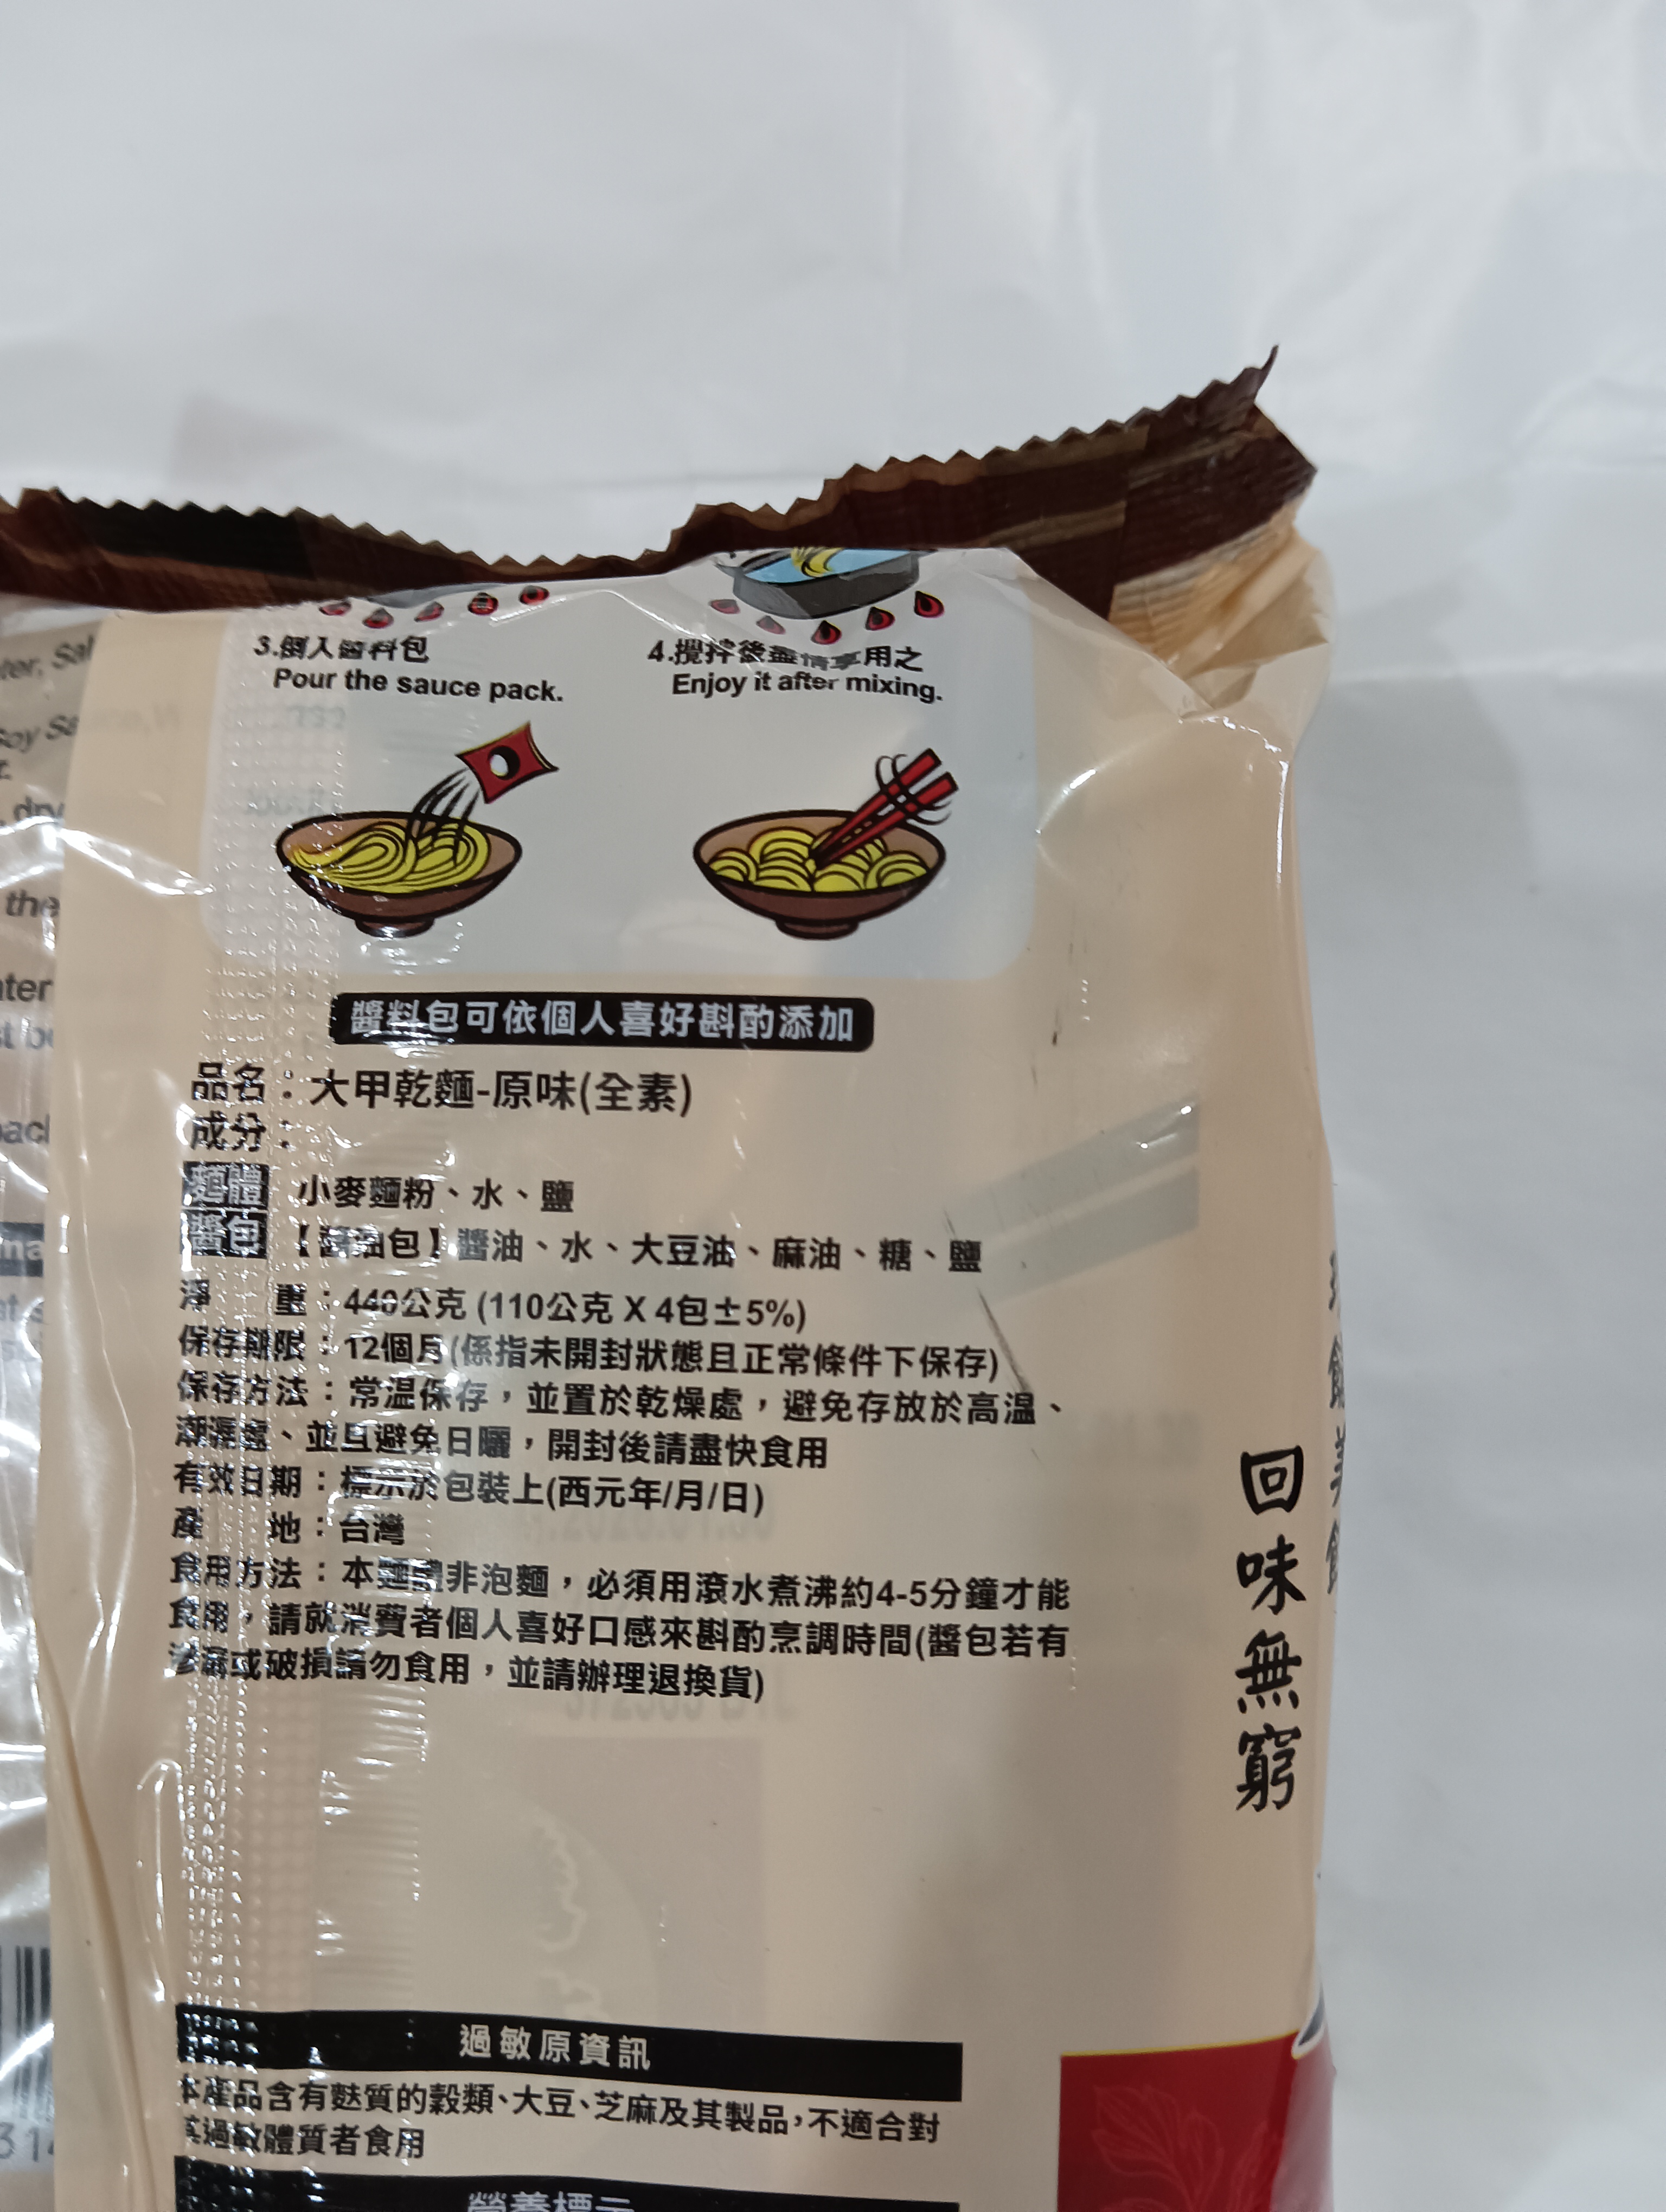 3.倒入醬料包
Pour the sauce pack.
4.攪拌後盡情享用之
Enjoy it after mixing.
醬料包可依個人喜好斟酌添加
品名：大甲乾麵-原味(全素)
成分：
麵體 小麥麵粉、水、鹽
醬包【醬油包】醬油、水、大豆油、麻油、糖、鹽
淨 重：440公克 (110公克 X 4包±5%)
保存期限：12個月(係指未開封狀態且正常條件下保存)
保存方法：常温保存，並置於乾燥處，避免存放於高溫、
潮濕處、並且避免日曬，開封後請盡快食用
有效日期：標示於包裝上(西元年/月/日)
產 地：台灣
食用方法：本麵體非泡麵，必須用滾水煮沸約4-5分鐘才能
食用，請就消費者個人喜好口感來斟酌烹調時間(醬包若有
滲漏或破損請勿食用，並請辦理退換貨)
回味無窮
過敏原資訊
本產品含有麩質的穀類、大豆、芝麻及其製品，不適合對
其過敏體質者食用
營養標示
the